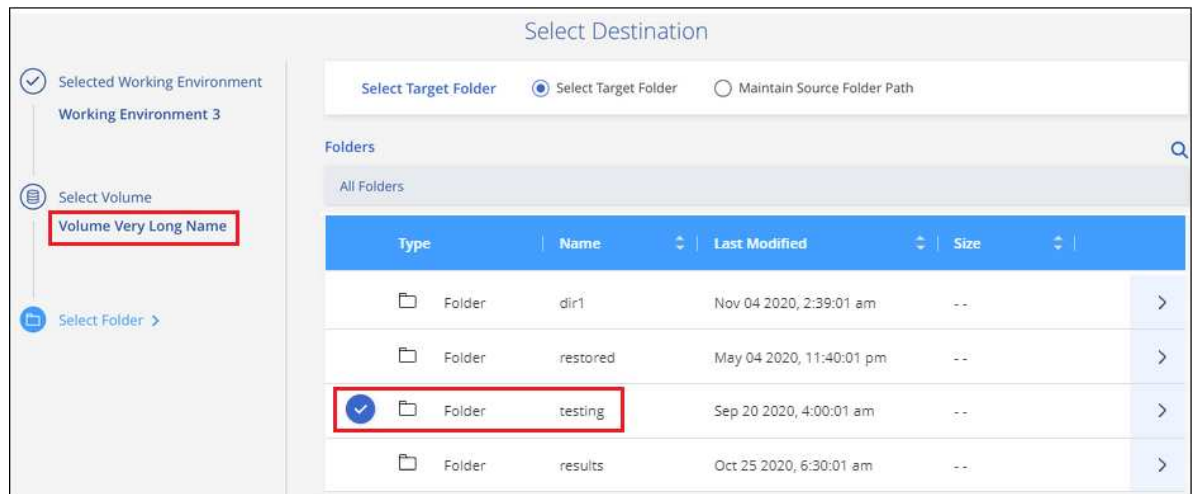 Select Destination
Selected Working Environment
Working Environment 3
Select Volume
Volume Very Long Name
Select Folder >
Select Target Folder Select Target Folder Maintain Source Folder Path
Folders
All Folders
Type Name Last Modified Size
Folder dir1 Nov 04 2020, 2:39:01 am - -
Folder restored May 04 2020, 11:40:01 pm - -
Folder testing Sep 20 2020, 4:00:01 am - -
Folder results Oct 25 2020, 6:30:01 am - -